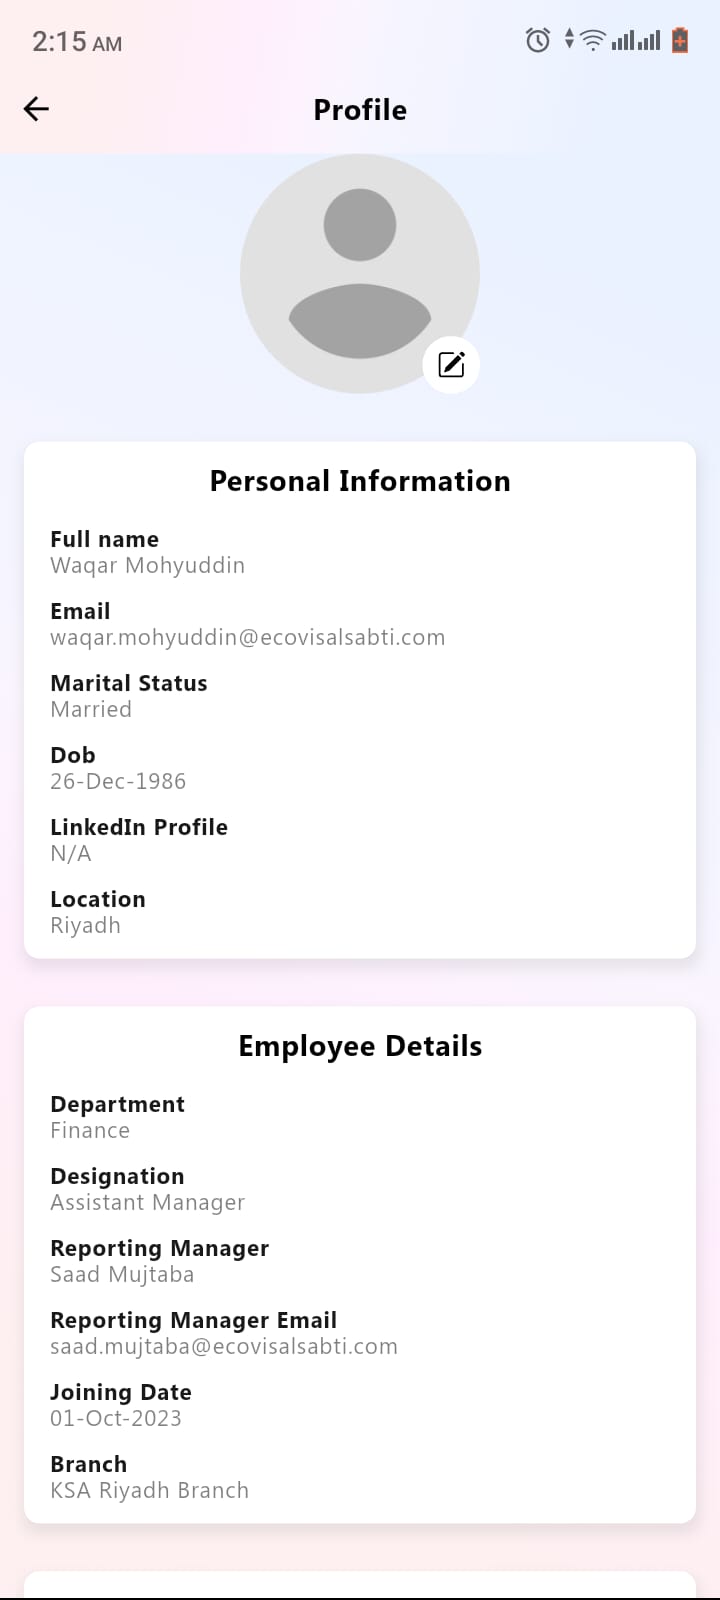 2:15 AM
Profile
Personal Information
Full name
Waqar Mohyuddin
Email
waqar.mohyuddin@ecovisalsabti.com
Marital Status
Married
Dob
26-Dec-1986
LinkedIn Profile
N/A
Location
Riyadh
Employee Details
Department
Finance
Designation
Assistant Manager
Reporting Manager
Saad Mujtaba
Reporting Manager Email
saad.mujtaba@ecovisalsabti.com
Joining Date
01-Oct-2023
Branch
KSA Riyadh Branch